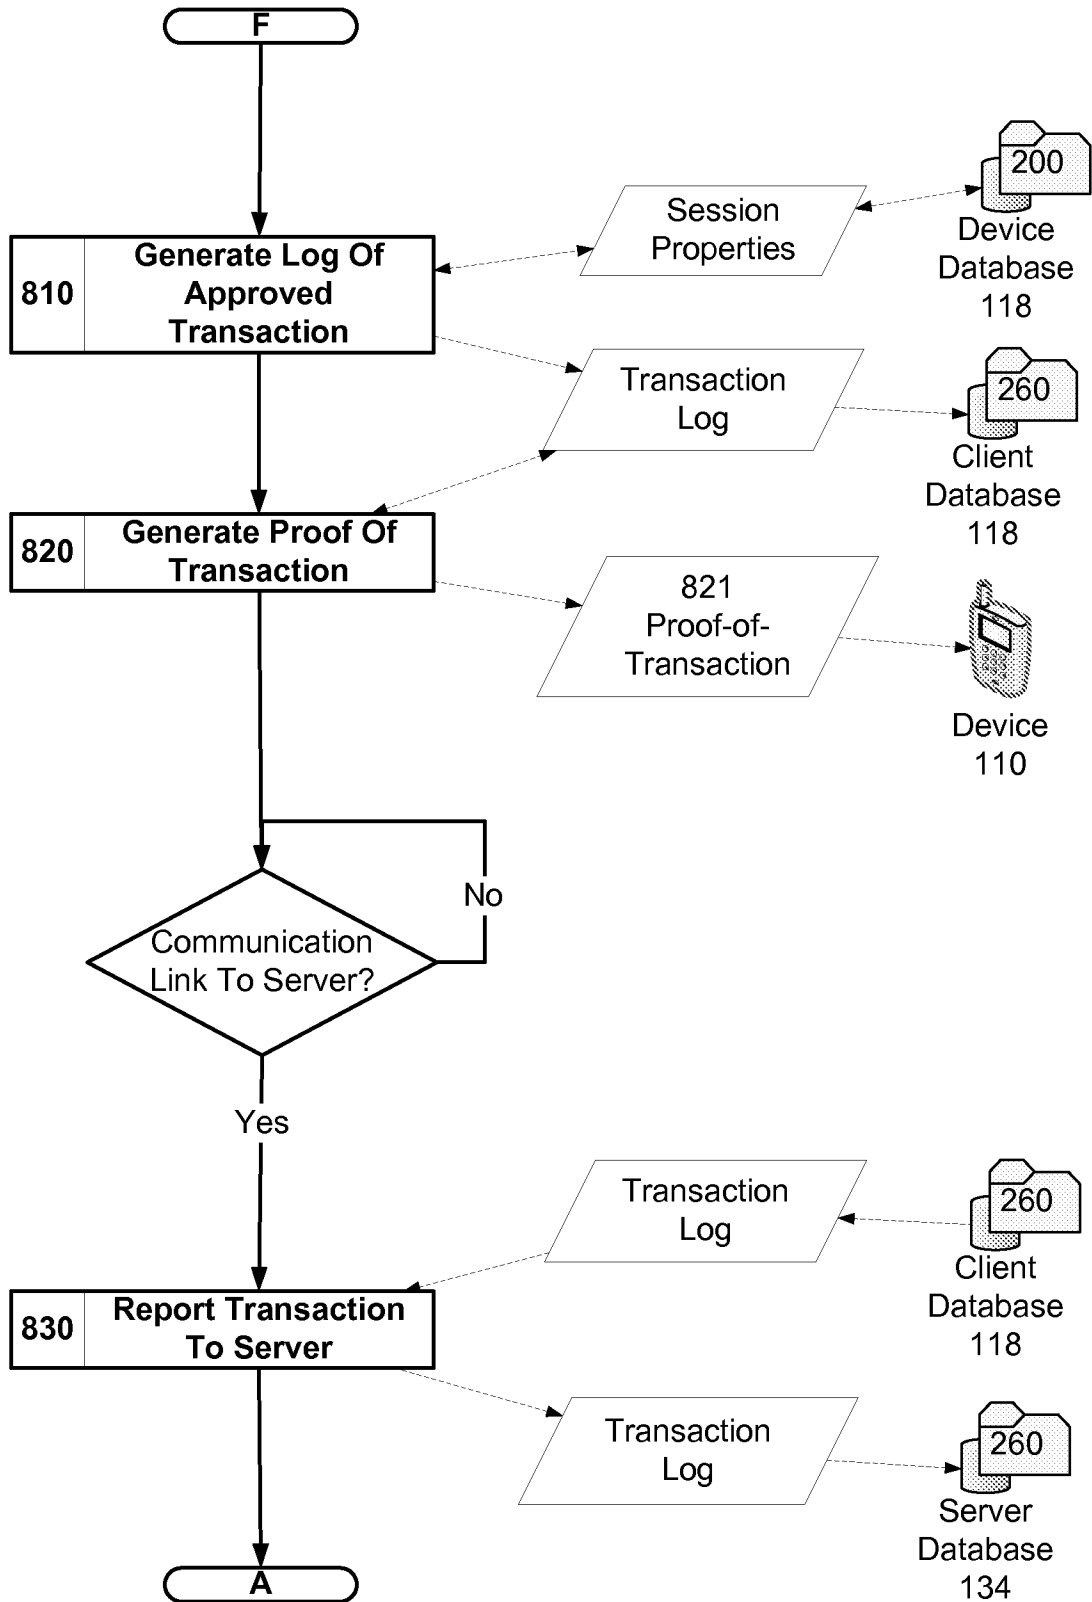 F
200
Session
Properties
Device
Database
118
810
Generate Log Of
Approved
Transaction
Transaction
Log
260
Client
Database
118
820
Generate Proof Of
Transaction
821
Proof-of-
Transaction
Device
110
No
Communication
Link To Server?
Yes
Transaction
Log
260
Client
Database
118
830
Report Transaction
To Server
Transaction
Log
260
Server
Database
134
A